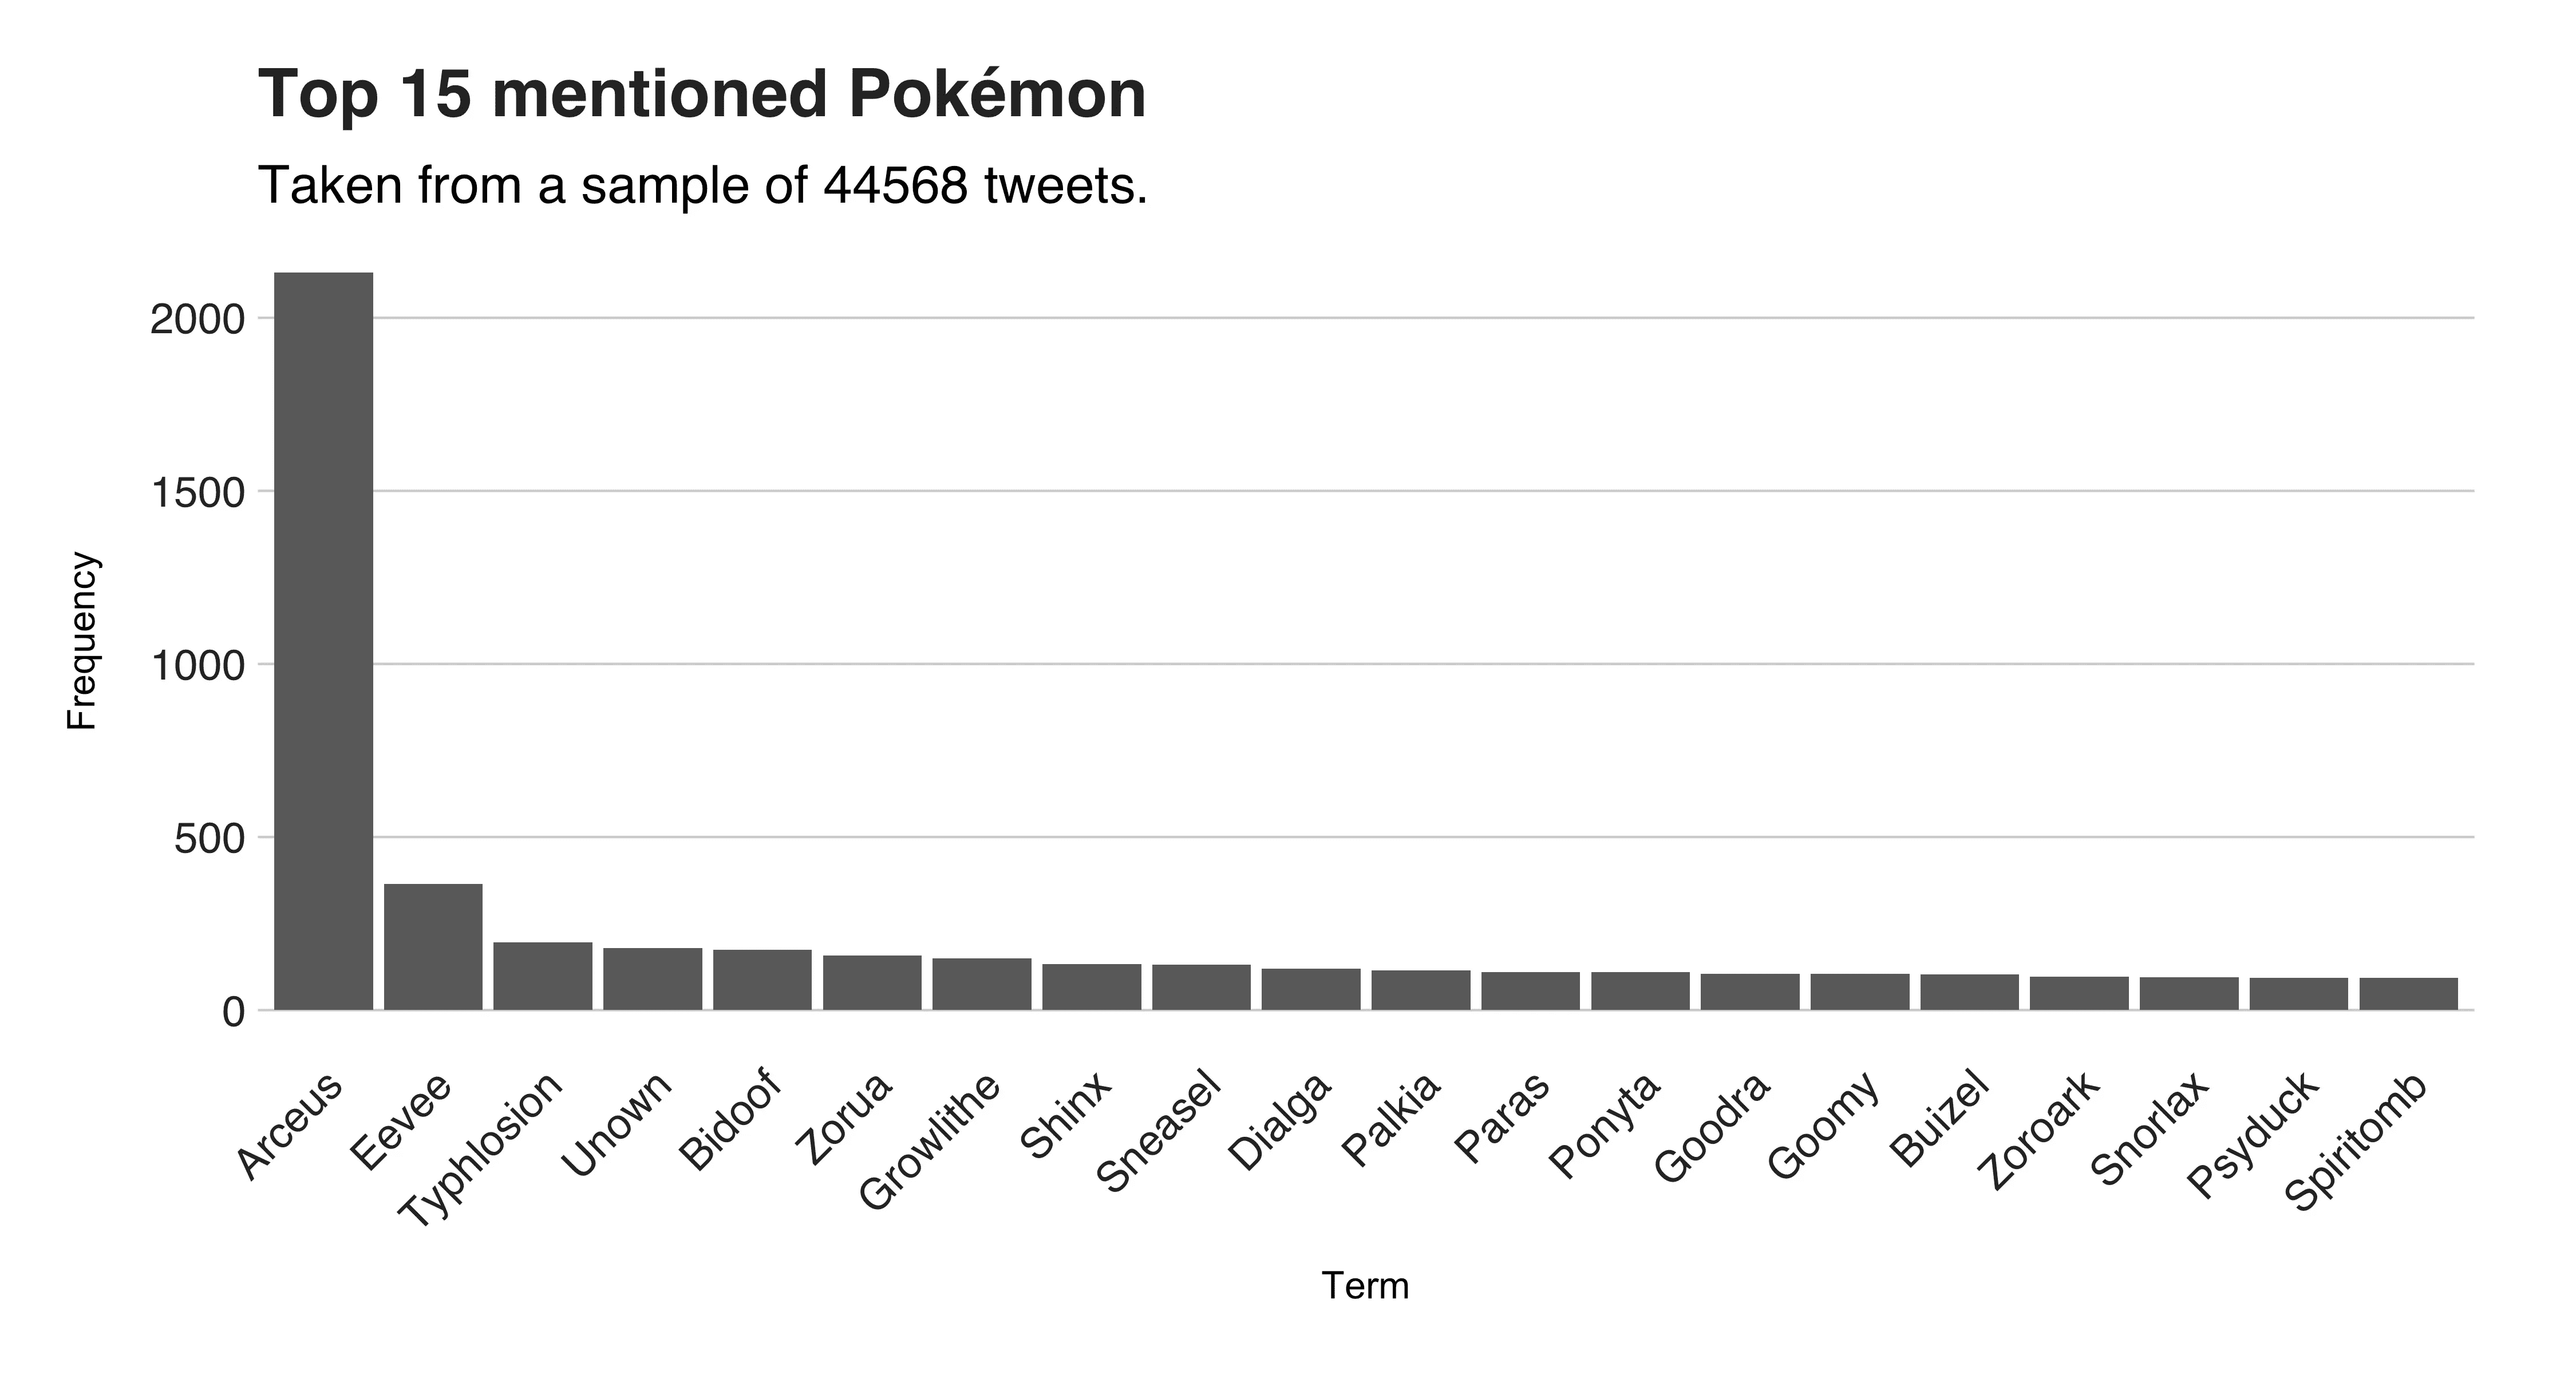 Top 15 mentioned Pokémon
Taken from a sample of 44568 tweets.
2000
1500
1000
500
0
Frequency
Arceus
Eevee
Typhlosion
Unown
Bidoof
Zorua
Growlithe
Shinx
Sneasel
Dialga
Palkia
Paras
Ponyta
Goodra
Goomy
Buizel
Zoroark
Snorlax
Psyduck
Spiritomb
Term